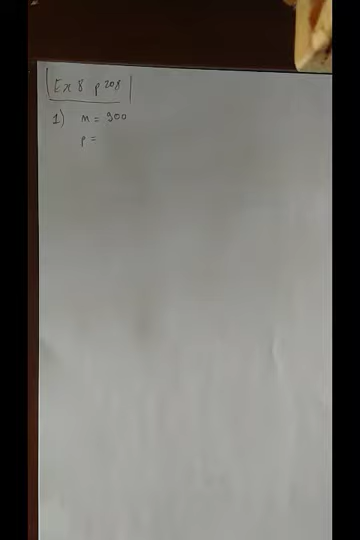 Ex 8 p 208
1) n = 900
p =